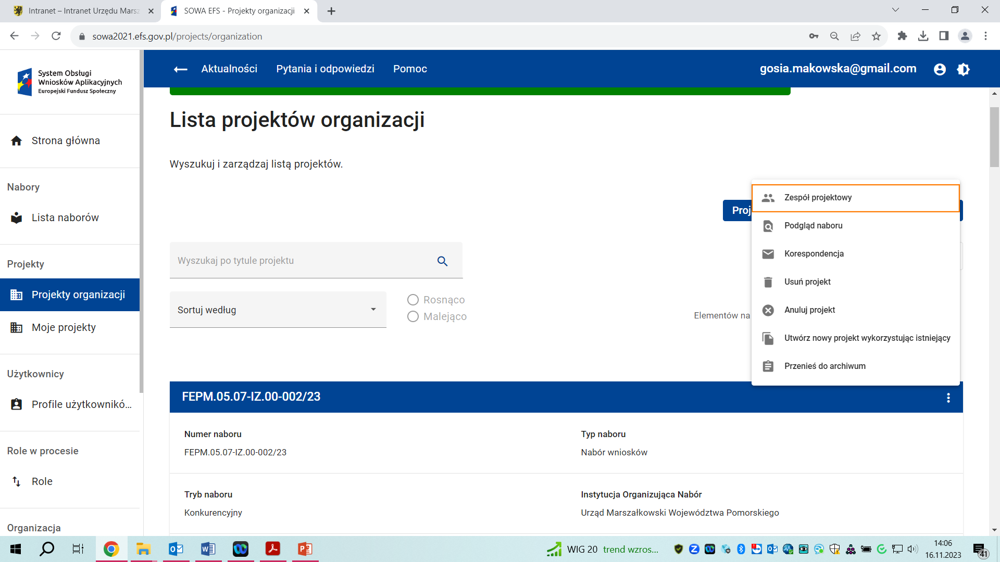 Intranet – Intranet Urzędu Marsz
SOWA EFS - Projekty organizacji
sowa2021.efs.gov.pl/projects/organization
System Obsługi
Wniosków Aplikacyjnych
Europejski Fundusz Społeczny
Aktualności
Pytania i odpowiedzi
Pomoc
gosia.makowska@gmail.com
Strona główna
Nabory
Lista naborów
Projekty
Projekty organizacji
Moje projekty
Użytkownicy
Profile użytkownikó...
Role w procesie
Role
Organizacja
Lista projektów organizacji
Wyszukuj i zarządzaj listą projektów.
Proj
Zespół projektowy
Podgląd naboru
Korespondencja
Usuń projekt
Anuluj projekt
Utwórz nowy projekt wykorzystując istniejący
Przenieś do archiwum
Wyszukaj po tytule projektu
Sortuj według
Rosnąco
Malejąco
Elementów na
FEPM.05.07-IZ.00-002/23
Numer naboru
FEPM.05.07-IZ.00-002/23
Typ naboru
Nabór wniosków
Tryb naboru
Konkurencyjny
Instytucja Organizująca Nabór
Urząd Marszałkowski Województwa Pomorskiego
WIG 20 trend wzros...
14:06
16.11.2023
41